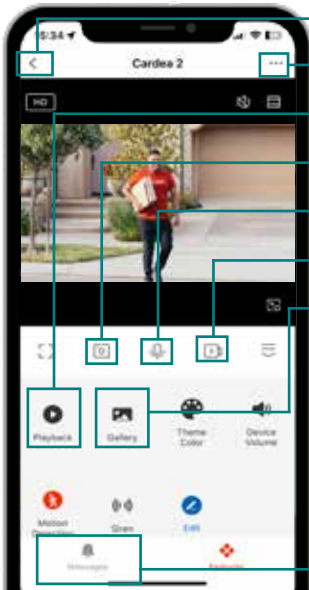 5:34
Cardea 2
HD
Playback
Gallery
Theme
Color
Device
Volume
Motion
Detection
Siren
Edit
Messages
Features